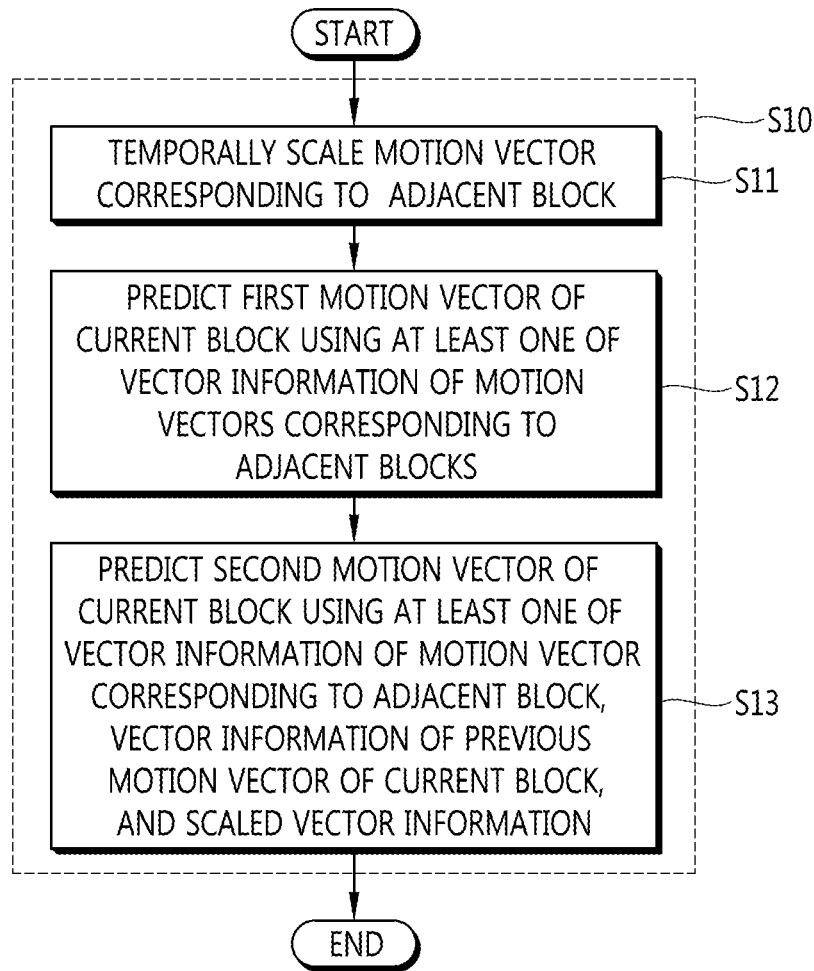 START
S10
TEMPORALLY SCALE MOTION VECTOR
CORRESPONDING TO ADJACENT BLOCK
S11
PREDICT FIRST MOTION VECTOR OF
CURRENT BLOCK USING AT LEAST ONE OF
VECTOR INFORMATION OF MOTION
VECTORS CORRESPONDING TO
ADJACENT BLOCKS
S12
PREDICT SECOND MOTION VECTOR OF
CURRENT BLOCK USING AT LEAST ONE OF
VECTOR INFORMATION OF MOTION VECTOR
CORRESPONDING TO ADJACENT BLOCK,
VECTOR INFORMATION OF PREVIOUS
MOTION VECTOR OF CURRENT BLOCK,
AND SCALED VECTOR INFORMATION
S13
END